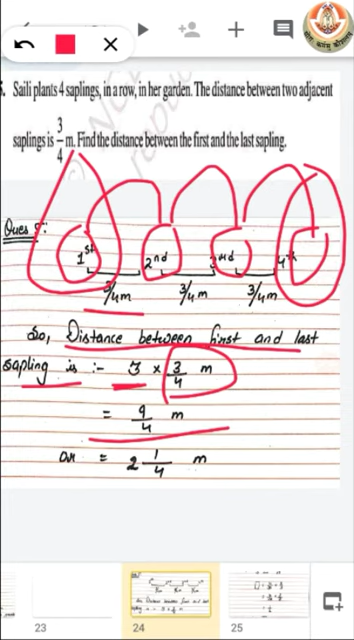 5. Saili plants 4 saplings, in a row, in her garden. The distance between two adjacent
saplings is 3/4 m. Find the distance between the first and the last sapling.
Ques 5:
1st 2nd 3rd 4th
3/4 m 3/4 m 3/4 m
So, Distance between first and last
sapling is :- 3 × 3/4 m
= 9/4 m
or = 2 1/4 m
23
24
25